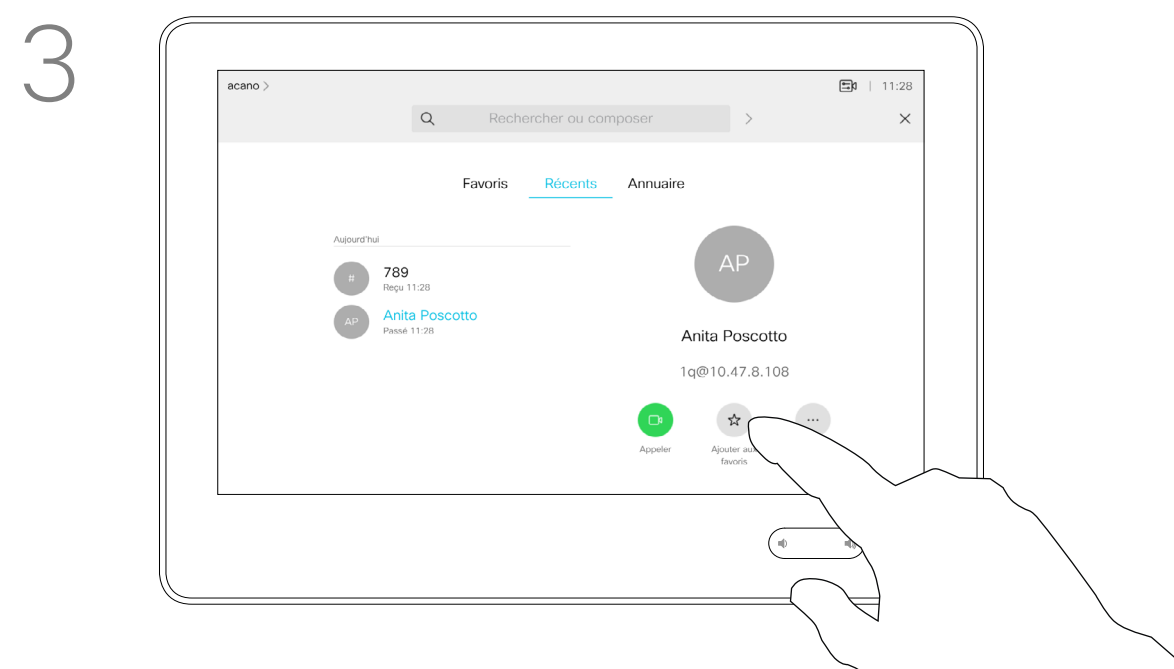 3
acano >
11:28
Rechercher ou composer
Favoris Récents Annuaire
Aujourd'hui
# 789
Reçu 11:28
AP Anita Poscotto
Passé 11:28
AP
Anita Poscotto
1q@10.47.8.108
...
Appeler
Ajouter aux
favoris